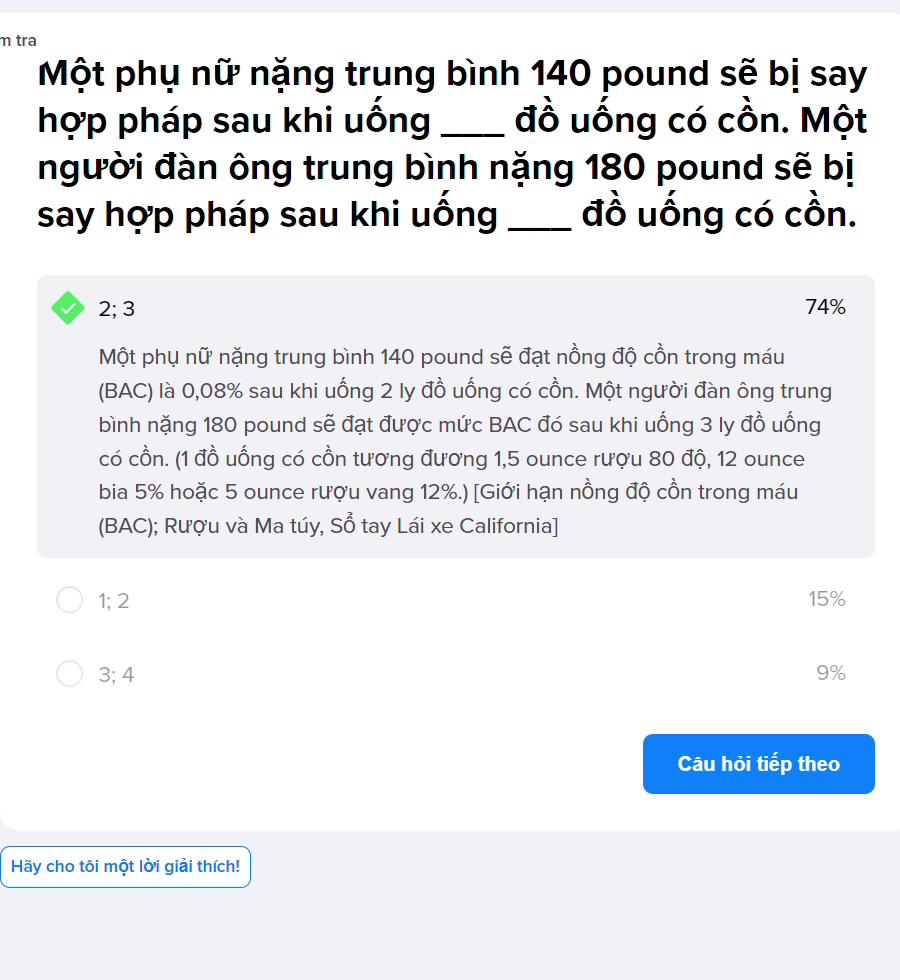 m tra
Một phụ nữ nặng trung bình 140 pound sẽ bị say
hợp pháp sau khi uống ___ đồ uống có cồn. Một
người đàn ông trung bình nặng 180 pound sẽ bị
say hợp pháp sau khi uống ___ đồ uống có cồn.
2; 3
74%
Một phụ nữ nặng trung bình 140 pound sẽ đạt nồng độ cồn trong máu
(BAC) là 0,08% sau khi uống 2 ly đồ uống có cồn. Một người đàn ông trung
bình nặng 180 pound sẽ đạt được mức BAC đó sau khi uống 3 ly đồ uống
có cồn. (1 đồ uống có cồn tương đương 1,5 ounce rượu 80 độ, 12 ounce
bia 5% hoặc 5 ounce rượu vang 12%.) [Giới hạn nồng độ cồn trong máu
(BAC); Rượu và Ma túy, Sổ tay Lái xe California]
1; 2
15%
3; 4
9%
Câu hỏi tiếp theo
Hãy cho tôi một lời giải thích!